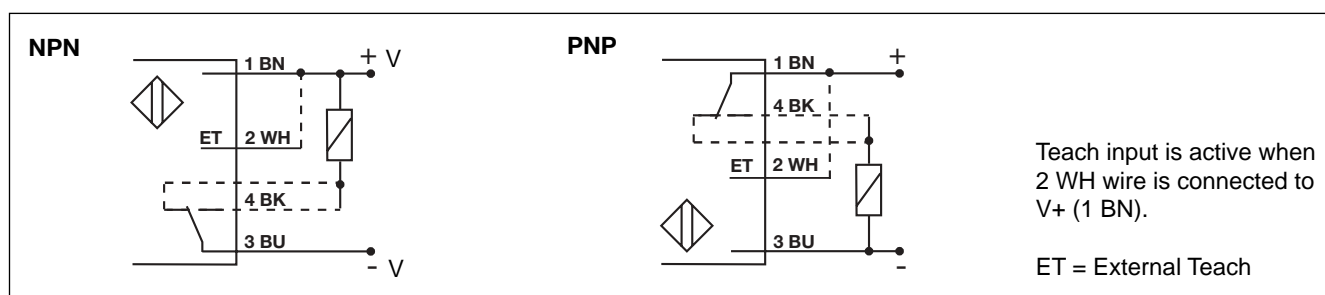 NPN
1 BN
+ V
ET 2 WH
4 BK
3 BU
- V
PNP
1 BN
+
4 BK
ET 2 WH
3 BU
-
Teach input is active when
2 WH wire is connected to
V+ (1 BN).
ET = External Teach